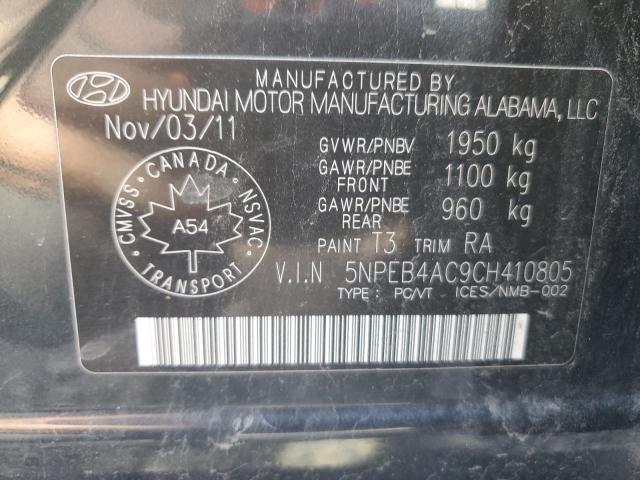 MANUFACTURED BY
HYUNDAI MOTOR MANUFACTURING ALABAMA, LLC
Nov/03/11
GVWR/PNBV 1950 kg
GAWR/PNBE FRONT 1100 kg
GAWR/PNBE REAR 960 kg
PAINT T3 TRIM RA
CANADA
CMVSS NSVAC
A54
TRANSPORT
V.I.N 5NPEB4AC9CH410805
TYPE: PC/VT ICES/NMB-002